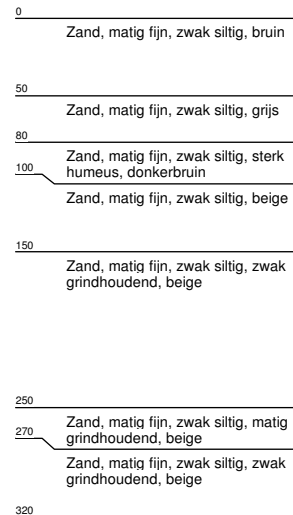 0
Zand, matig fijn, zwak siltig, bruin
50
Zand, matig fijn, zwak siltig, grijs
80
Zand, matig fijn, zwak siltig, sterk
humeus, donkerbruin
100
Zand, matig fijn, zwak siltig, beige
150
Zand, matig fijn, zwak siltig, zwak
grindhoudend, beige
250
Zand, matig fijn, zwak siltig, matig
grindhoudend, beige
270
Zand, matig fijn, zwak siltig, zwak
grindhoudend, beige
320